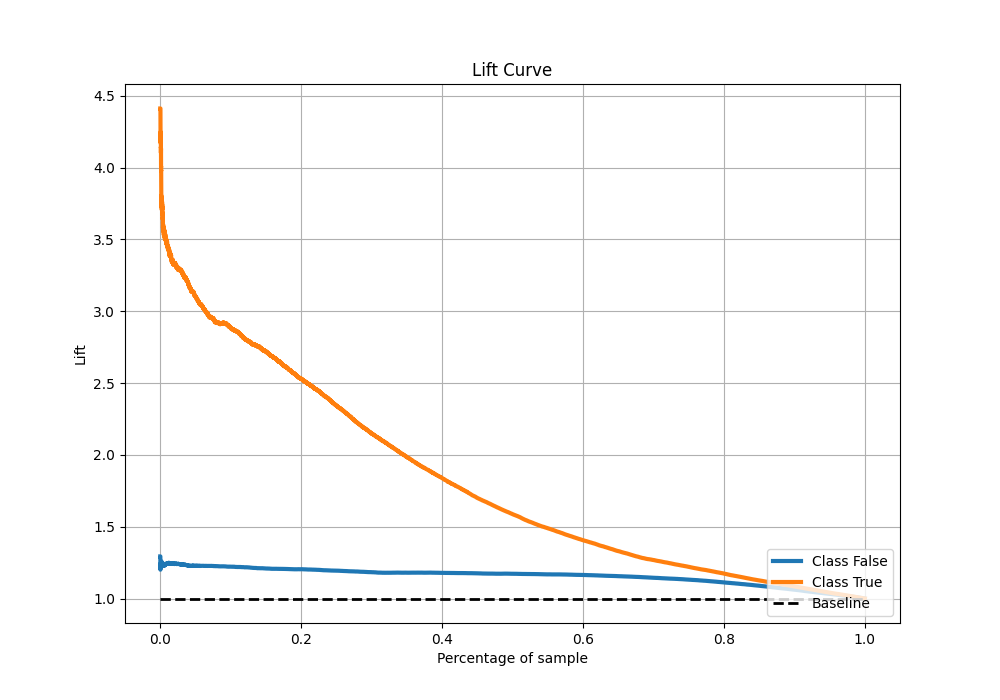 Lift Curve
4.5
4.0
3.5
3.0
2.5
2.0
1.5
1.0
Lift
Class False
Class True
Baseline
0.0 0.2 0.4 0.6 0.8 1.0
Percentage of sample